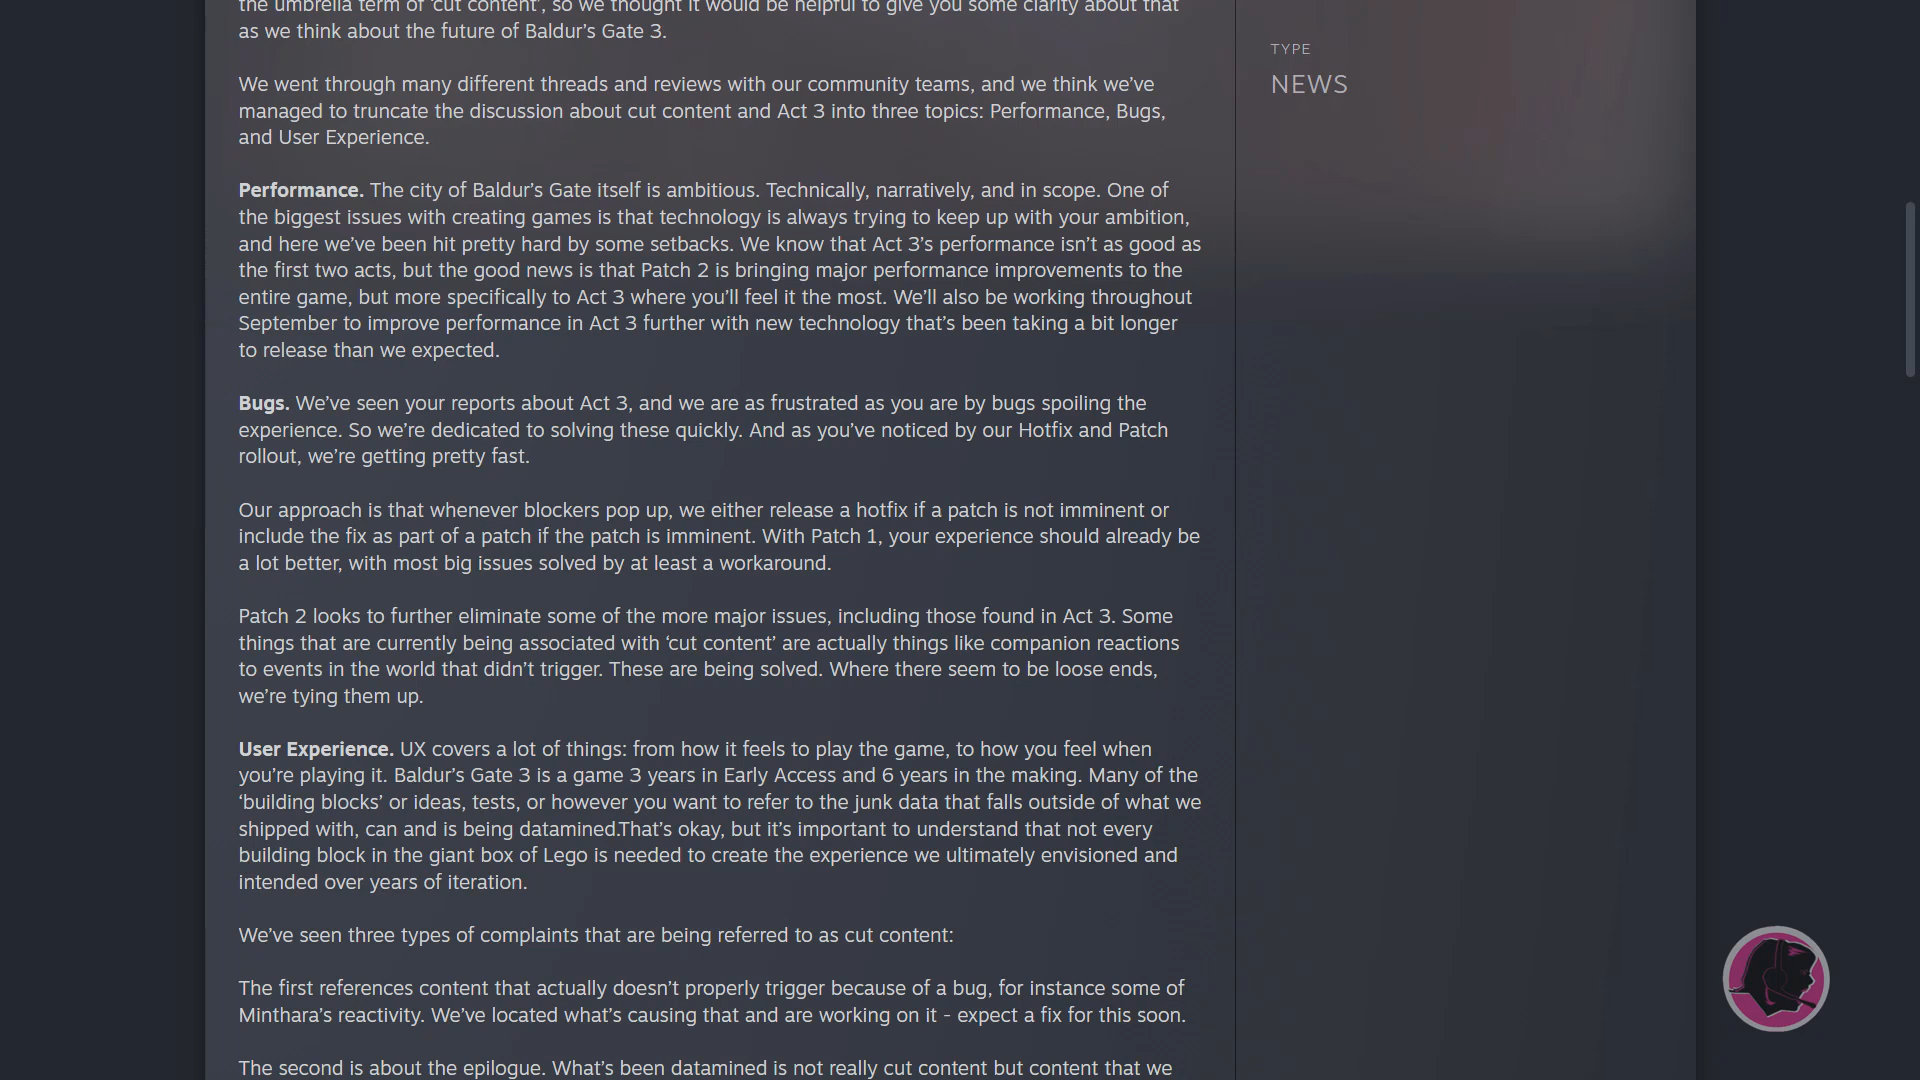 the umbrella term of ‘cut content’, so we thought it would be helpful to give you some clarity about that
as we think about the future of Baldur’s Gate 3.
We went through many different threads and reviews with our community teams, and we think we’ve
managed to truncate the discussion about cut content and Act 3 into three topics: Performance, Bugs,
and User Experience.
Performance. The city of Baldur’s Gate itself is ambitious. Technically, narratively, and in scope. One of
the biggest issues with creating games is that technology is always trying to keep up with your ambition,
and here we’ve been hit pretty hard by some setbacks. We know that Act 3’s performance isn’t as good as
the first two acts, but the good news is that Patch 2 is bringing major performance improvements to the
entire game, but more specifically to Act 3 where you’ll feel it the most. We’ll also be working throughout
September to improve performance in Act 3 further with new technology that’s been taking a bit longer
to release than we expected.
Bugs. We’ve seen your reports about Act 3, and we are as frustrated as you are by bugs spoiling the
experience. So we’re dedicated to solving these quickly. And as you’ve noticed by our Hotfix and Patch
rollout, we’re getting pretty fast.
Our approach is that whenever blockers pop up, we either release a hotfix if a patch is not imminent or
include the fix as part of a patch if the patch is imminent. With Patch 1, your experience should already be
a lot better, with most big issues solved by at least a workaround.
Patch 2 looks to further eliminate some of the more major issues, including those found in Act 3. Some
things that are currently being associated with ‘cut content’ are actually things like companion reactions
to events in the world that didn’t trigger. These are being solved. Where there seem to be loose ends,
we’re tying them up.
User Experience. UX covers a lot of things: from how it feels to play the game, to how you feel when
you’re playing it. Baldur’s Gate 3 is a game 3 years in Early Access and 6 years in the making. Many of the
‘building blocks’ or ideas, tests, or however you want to refer to the junk data that falls outside of what we
shipped with, can and is being datamined.That’s okay, but it’s important to understand that not every
building block in the giant box of Lego is needed to create the experience we ultimately envisioned and
intended over years of iteration.
We’ve seen three types of complaints that are being referred to as cut content:
The first references content that actually doesn’t properly trigger because of a bug, for instance some of
Minthara’s reactivity. We’ve located what’s causing that and are working on it - expect a fix for this soon.
The second is about the epilogue. What’s been datamined is not really cut content but content that we
TYPE
NEWS